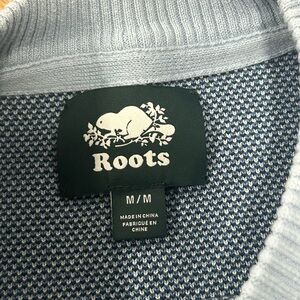 Roots
M/M
MADE IN CHINA
FABRIQUÉ EN
CHINE